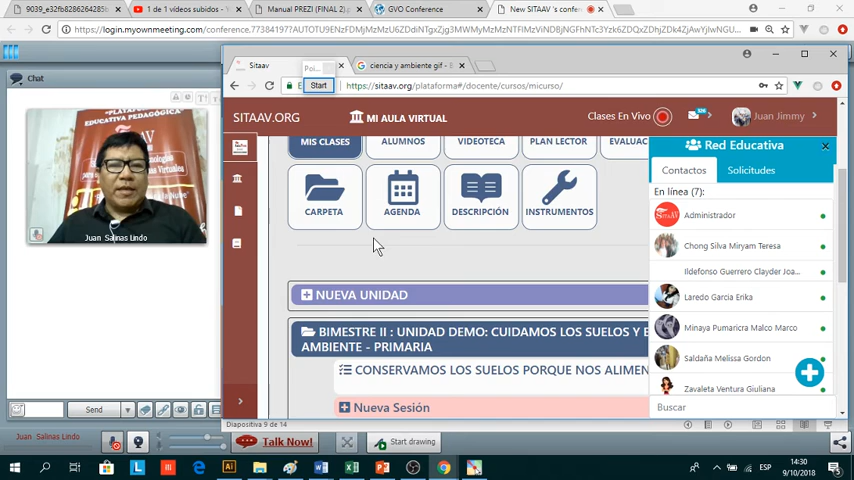 9039_e32fb8286264285b
1 de 1 vídeos subidos - Y
Manual PREZI [FINAL 2].p
GVO Conference
New SITAAV 's confe
https://login.myownmeeting.com/conference,77384197?
Chat
Juan Salinas Lindo
Send
Juan Salinas Lindo
Talk Now!
Start drawing
Sitaav
Poi...
Start
ciencia y ambiente gif - B
https://sitaav.org/plataforma#/docente/cursos/micurso/
SITAAV.ORG
MI AULA VIRTUAL
Clases En Vivo
Juan Jimmy
MIS CLASES
ALUMNOS
VIDEOTECA
PLAN LECTOR
EVALUAC
CARPETA
AGENDA
DESCRIPCIÓN
INSTRUMENTOS
NUEVA UNIDAD
BIMESTRE II : UNIDAD DEMO: CUIDAMOS LOS SUELOS Y E
AMBIENTE - PRIMARIA
CONSERVAMOS LOS SUELOS PORQUE NOS ALIMEN
Nueva Sesión
Red Educativa
Contactos
Solicitudes
En línea (7):
Administrador
Chong Silva Miryam Teresa
Ildefonso Guerrero Clayder Joa...
Laredo Garcia Erika
Minaya Pumaricra Malco Marco
Saldaña Melissa Gordon
Zavaleta Ventura Giuliana
Buscar
Diapositiva 9 de 14
ESP
14:30
9/10/2018